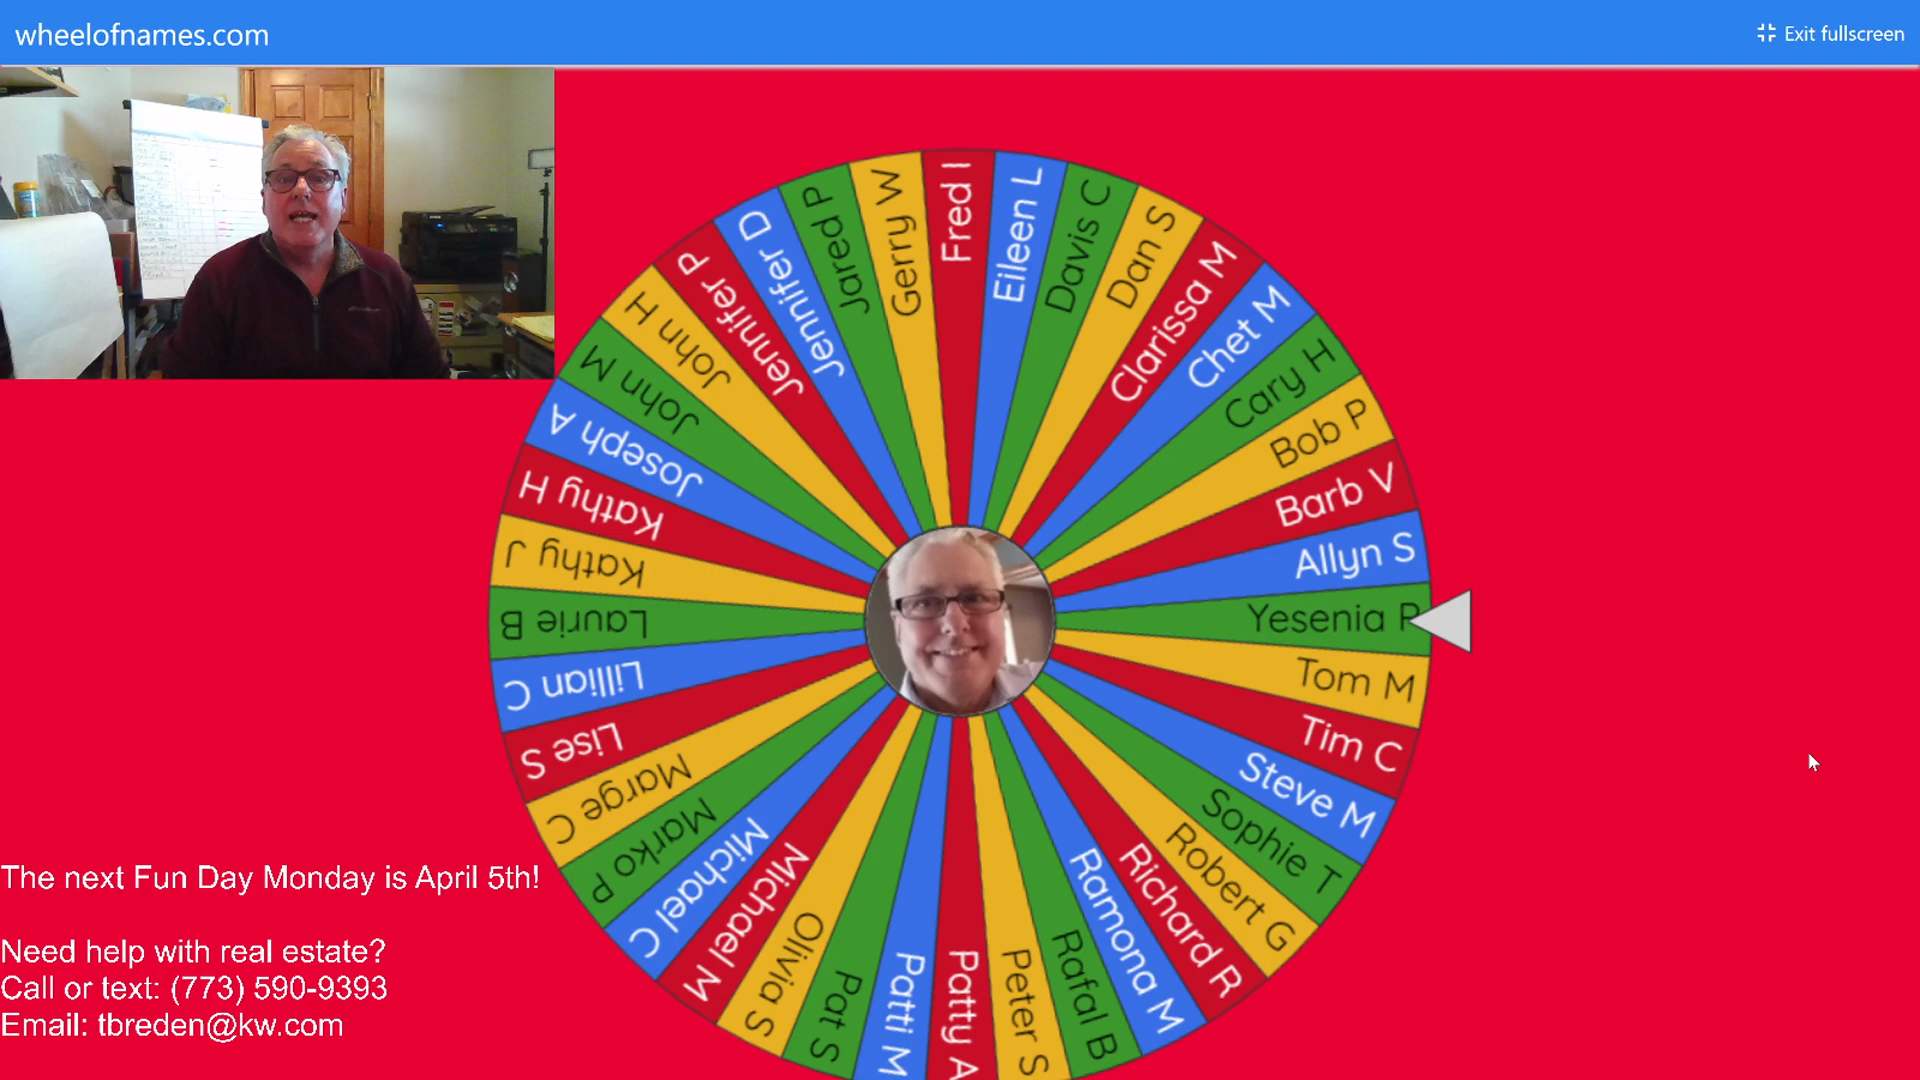 wheelofnames.com
Exit fullscreen
Fred I
Eileen L
Davis C
Dan S
Clarissa M
Chet M
Cary H
Bob P
Barb V
Allyn S
Yesenia P
Tom M
Tim C
Steve M
Sophie T
Robert G
Richard R
Ramona M
Rafal B
Peter S
Patty A
Patti M
Pat S
Olivia S
Michael M
Michael C
Marko P
Marge C
Lise S
Lillian C
Laurie B
Kathy J
Kathy H
Joseph A
John M
John H
Jennifer P
Jennifer D
Jared P
Gerry W
The next Fun Day Monday is April 5th!
Need help with real estate?
Call or text: (773) 590-9393
Email: tbreden@kw.com